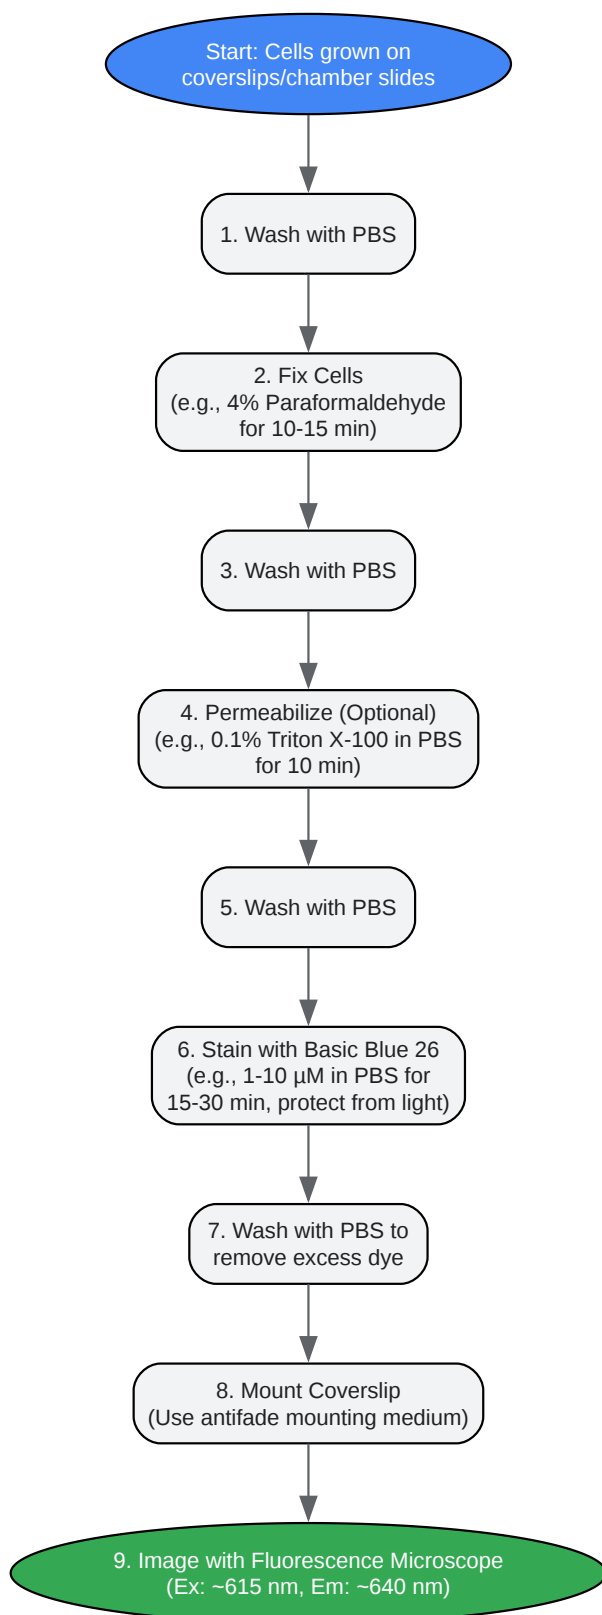 Start: Cells grown on
coverslips/chamber slides
1. Wash with PBS
2. Fix Cells
(e.g., 4% Paraformaldehyde
for 10-15 min)
3. Wash with PBS
4. Permeabilize (Optional)
(e.g., 0.1% Triton X-100 in PBS
for 10 min)
5. Wash with PBS
6. Stain with Basic Blue 26
(e.g., 1-10 µM in PBS for
15-30 min, protect from light)
7. Wash with PBS to
remove excess dye
8. Mount Coverslip
(Use antifade mounting medium)
9. Image with Fluorescence Microscope
(Ex: ~615 nm, Em: ~640 nm)